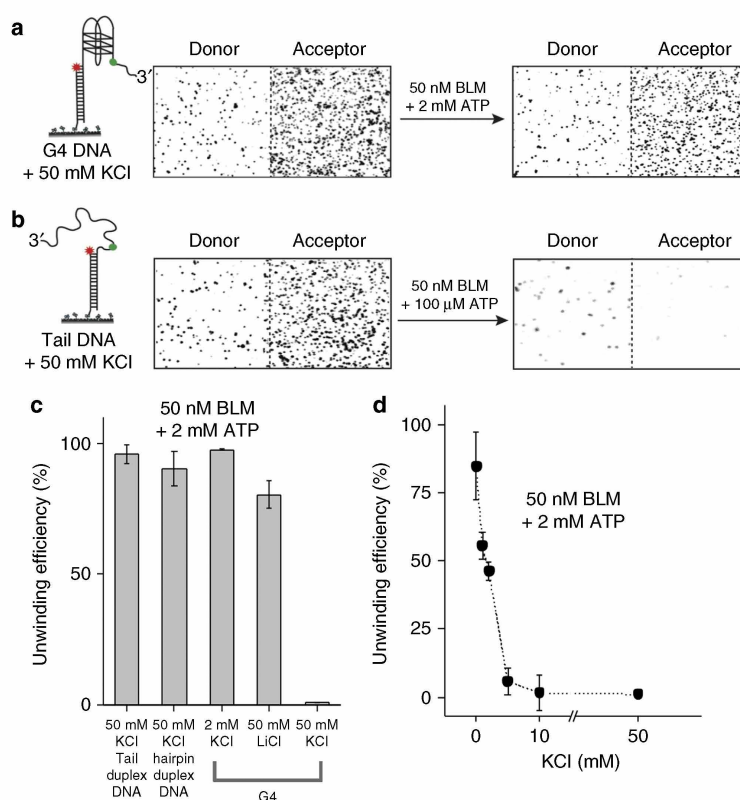 a
3′
Donor Acceptor
50 nM BLM
+ 2 mM ATP
Donor Acceptor
G4 DNA
+ 50 mM KCl
b
3′
Donor Acceptor
50 nM BLM
+ 100 μM ATP
Donor Acceptor
Tail DNA
+ 50 mM KCl
c
50 nM BLM
+ 2 mM ATP
Unwinding efficiency (%)
100
50
0
50 mM
KCl
Tail
duplex
DNA
50 mM
KCl
hairpin
duplex
DNA
2 mM
KCl
50 mM
LiCl
50 mM
KCl
G4
d
50 nM BLM
+ 2 mM ATP
Unwinding efficiency (%)
100
75
50
25
0
0 10 50
KCl (mM)